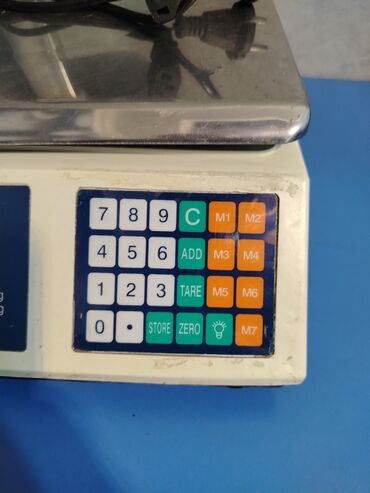 7 8 9 C M1 M2
4 5 6 ADD M3 M4
1 2 3 TARE M5 M6
0 • STORE ZERO M7
g
g